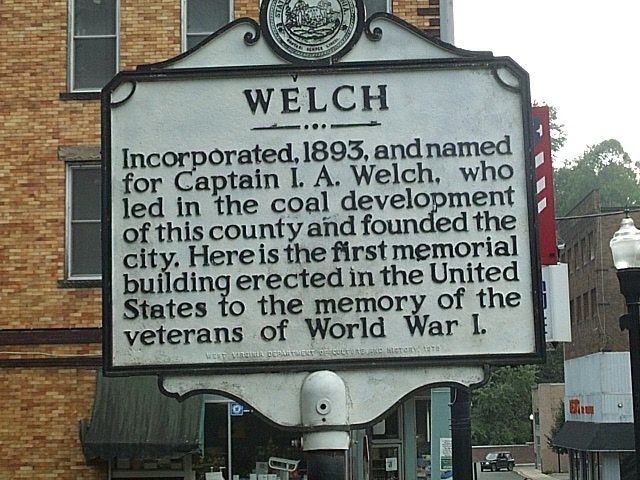 WELCH
Incorporated, 1893, and named
for Captain I. A. Welch, who
led in the coal development
of this county and founded the
city. Here is the first memorial
building erected in the United
States to the memory of the
veterans of World War I.
WEST VIRGINIA DEPARTMENT OF CULTURE AND HISTORY, 1979